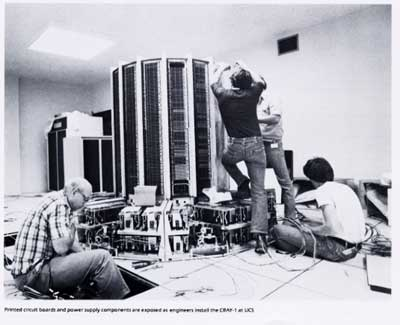 Printed circuit boards and power supply components are exposed as engineers install the CRAY-1 at UCS